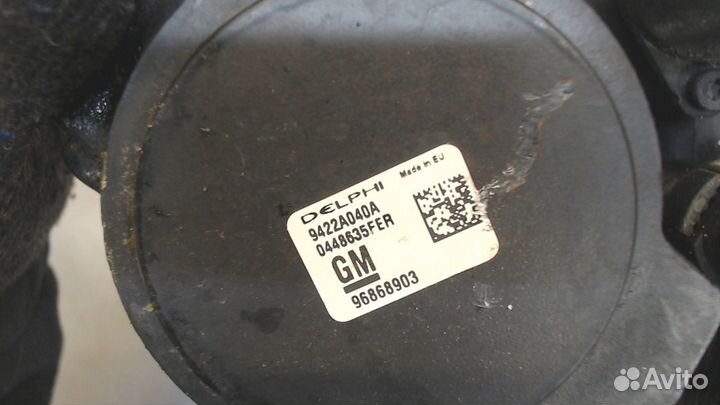 DELPHI
Made in EU
9422A040A
0448635FER
GM
96868903
Avito